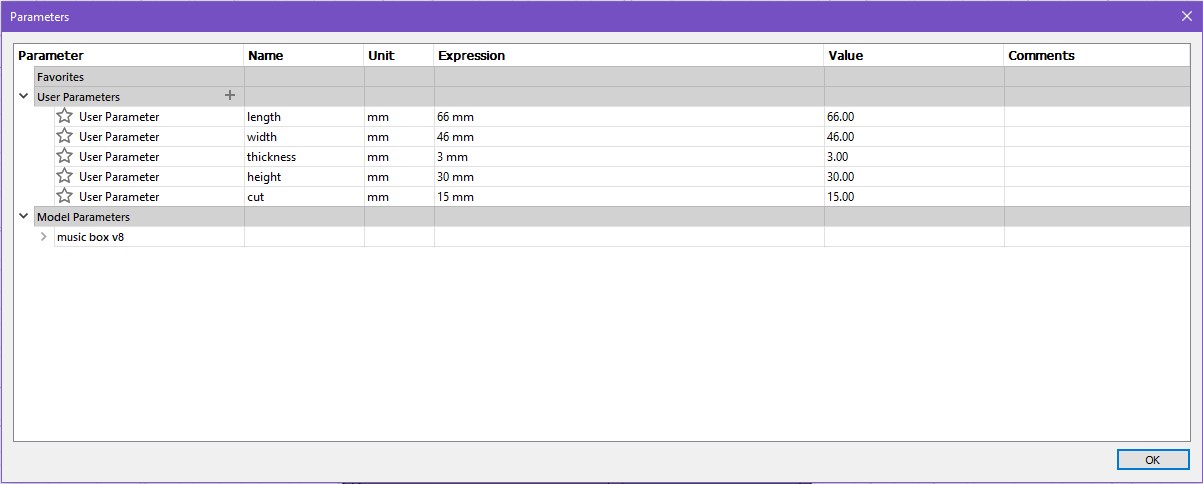 Parameters
Parameter Name Unit Expression Value Comments
Favorites
User Parameters +
User Parameter length mm 66 mm 66.00
User Parameter width mm 46 mm 46.00
User Parameter thickness mm 3 mm 3.00
User Parameter height mm 30 mm 30.00
User Parameter cut mm 15 mm 15.00
Model Parameters
music box v8
OK